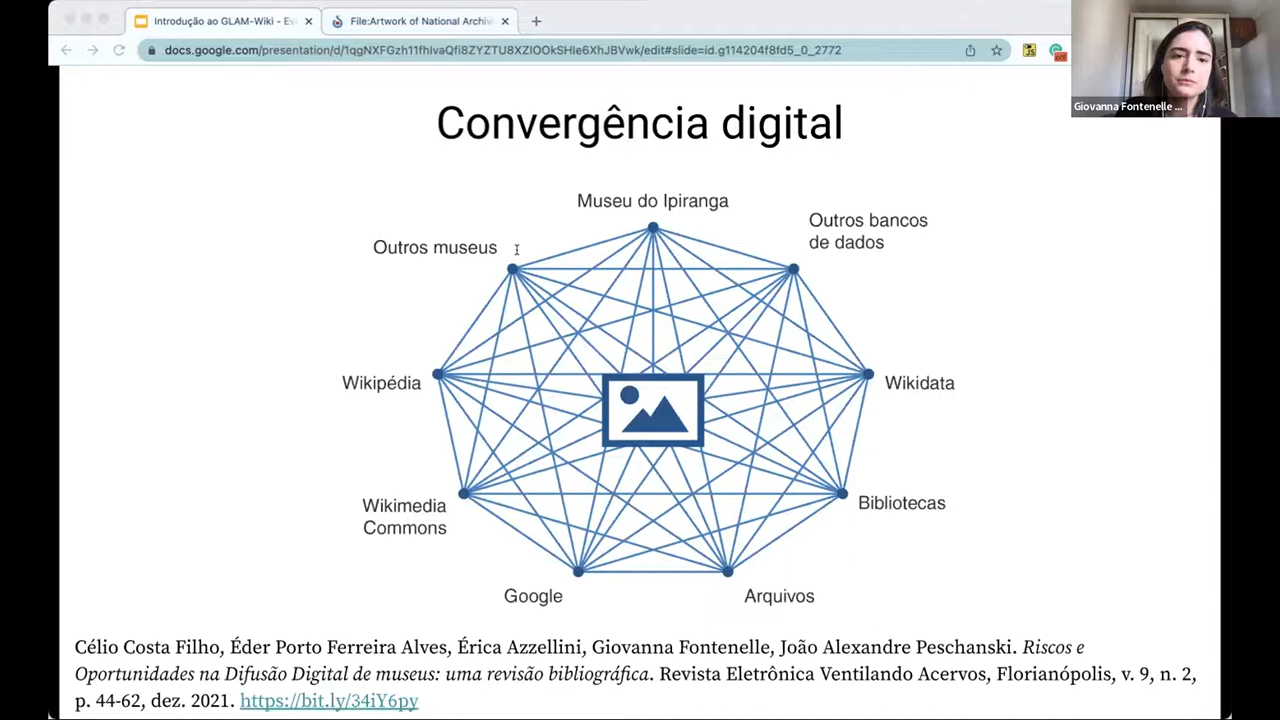 Introdução ao GLAM-Wiki - Ev
File:Artwork of National Archiv
docs.google.com/presentation/d/1qgNXFGzh11fhIvaQfi8ZYZTU8XZIOOkSHIe6XhJBVwk/edit#slide=id.g114204f8fd5_0_2772
JS
off
Giovanna Fontenelle ...
Convergência digital
Museu do Ipiranga
Outros bancos
de dados
Outros museus
Wikipédia
Wikidata
Wikimedia
Commons
Bibliotecas
Google
Arquivos
Célio Costa Filho, Éder Porto Ferreira Alves, Érica Azzellini, Giovanna Fontenelle, João Alexandre Peschanski. Riscos e
Oportunidades na Difusão Digital de museus: uma revisão bibliográfica. Revista Eletrônica Ventilando Acervos, Florianópolis, v. 9, n. 2,
p. 44-62, dez. 2021. https://bit.ly/34iY6py